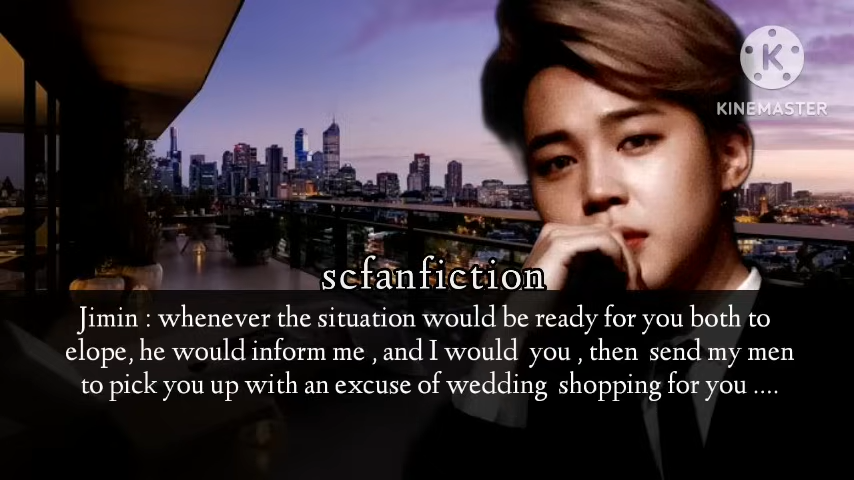 KINEMASTER
scfanfiction
Jimin : whenever the situation would be ready for you both to
elope, he would inform me , and I would you , then send my men
to pick you up with an excuse of wedding shopping for you ....